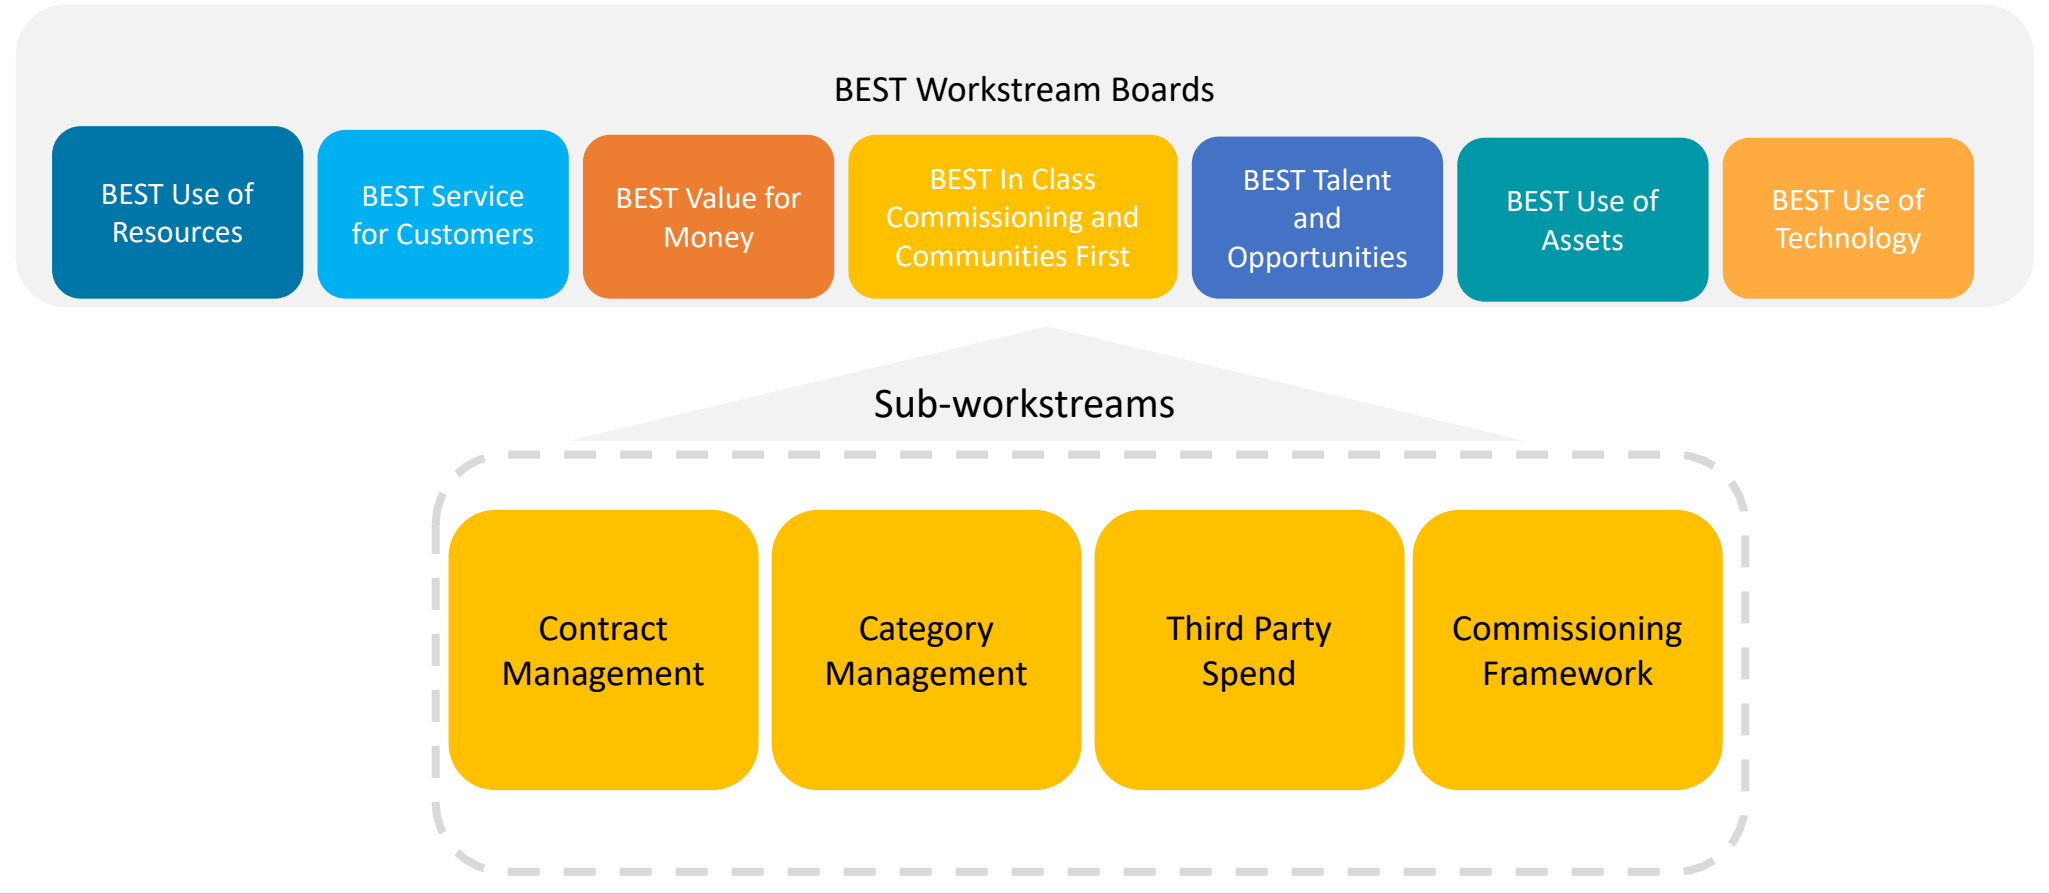 BEST Workstream Boards
BEST Use of
Resources
BEST Service
for Customers
BEST Value for
Money
BEST In Class
Commissioning and
Communities First
BEST Talent
and
Opportunities
BEST Use of
Assets
BEST Use of
Technology
Sub-workstreams
Contract
Management
Category
Management
Third Party
Spend
Commissioning
Framework